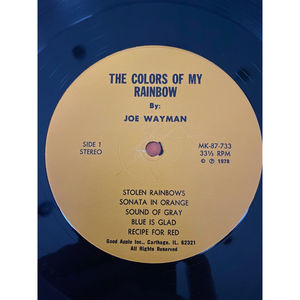 THE COLORS OF MY
RAINBOW
By:
JOE WAYMAN
SIDE 1
STEREO
MK-87-733
33⅓ RPM
© ℗ 1978
STOLEN RAINBOWS
SONATA IN ORANGE
SOUND OF GRAY
BLUE IS GLAD
RECIPE FOR RED
Good Apple Inc., Carthage, IL. 62321
All Rights Reserved